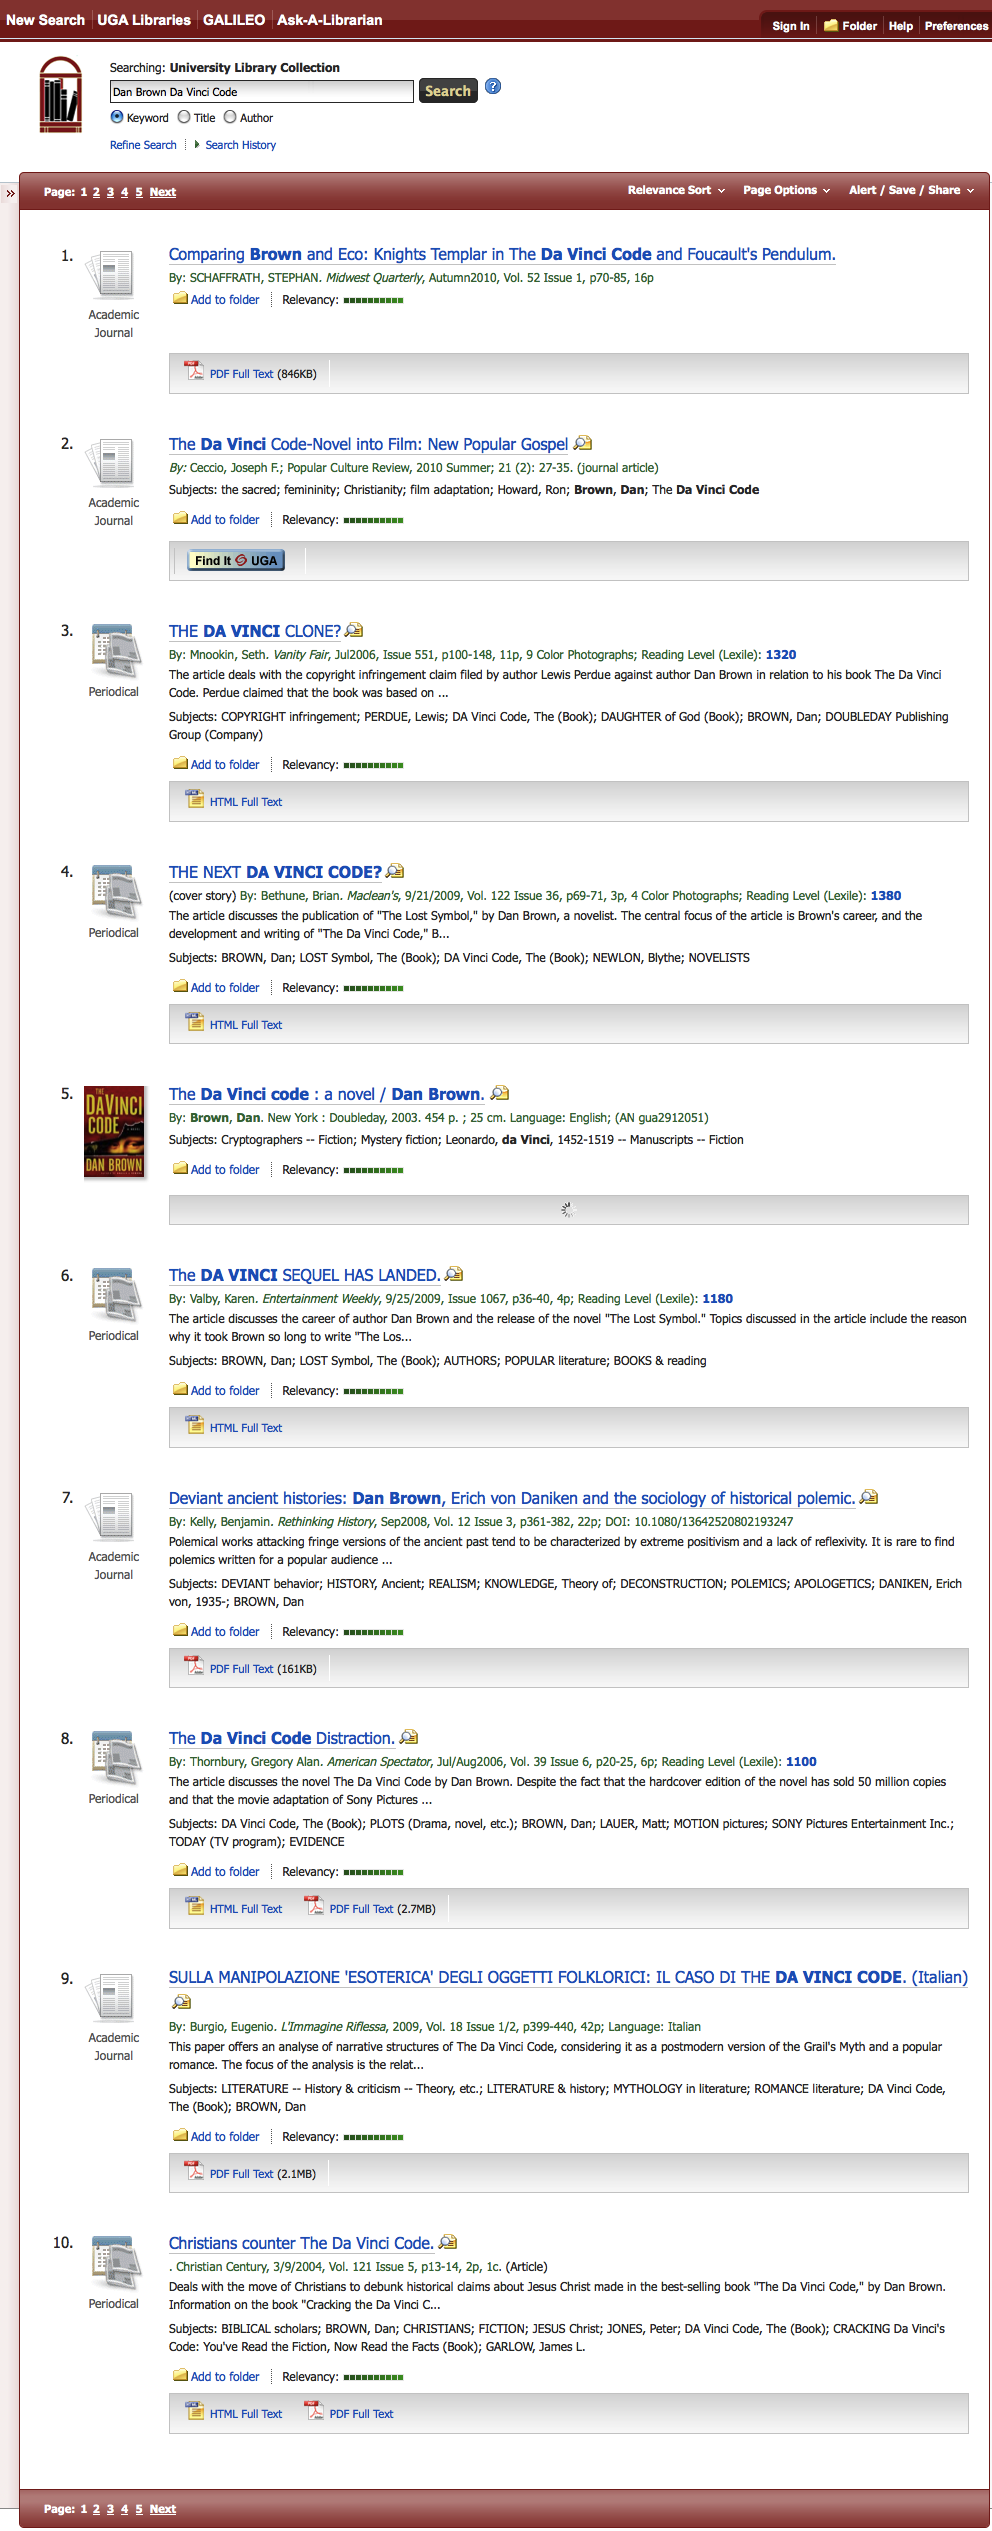 New Search UGA Libraries GALILEO Ask-A-Librarian
Sign In Folder Help Preferences
Searching: University Library Collection
Dan Brown Da Vinci Code Search ?
Keyword Title Author
Refine Search Search History
» Page: 1 2 3 4 5 Next Relevance Sort Page Options Alert / Save / Share
1. Comparing Brown and Eco: Knights Templar in The Da Vinci Code and Foucault's Pendulum.
By: SCHAFFRATH, STEPHAN. Midwest Quarterly, Autumn2010, Vol. 52 Issue 1, p70-85, 16p
Add to folder Relevancy:
Academic
Journal
PDF Full Text (846KB)
2. The Da Vinci Code-Novel into Film: New Popular Gospel
By: Ceccio, Joseph F.; Popular Culture Review, 2010 Summer; 21 (2): 27-35. (journal article)
Subjects: the sacred; femininity; Christianity; film adaptation; Howard, Ron; Brown, Dan; The Da Vinci Code
Academic
Journal
Add to folder Relevancy:
Find It UGA
3. THE DA VINCI CLONE?
By: Mnookin, Seth. Vanity Fair, Jul2006, Issue 551, p100-148, 11p, 9 Color Photographs; Reading Level (Lexile): 1320
The article deals with the copyright infringement claim filed by author Lewis Perdue against author Dan Brown in relation to his book The Da Vinci
Code. Perdue claimed that the book was based on ...
Periodical
Subjects: COPYRIGHT infringement; PERDUE, Lewis; DA Vinci Code, The (Book); DAUGHTER of God (Book); BROWN, Dan; DOUBLEDAY Publishing
Group (Company)
Add to folder Relevancy:
HTML Full Text
4. THE NEXT DA VINCI CODE?
(cover story) By: Bethune, Brian. Maclean's, 9/21/2009, Vol. 122 Issue 36, p69-71, 3p, 4 Color Photographs; Reading Level (Lexile): 1380
The article discusses the publication of "The Lost Symbol," by Dan Brown, a novelist. The central focus of the article is Brown's career, and the
development and writing of "The Da Vinci Code," B...
Periodical
Subjects: BROWN, Dan; LOST Symbol, The (Book); DA Vinci Code, The (Book); NEWLON, Blythe; NOVELISTS
Add to folder Relevancy:
HTML Full Text
5. The Da Vinci code : a novel / Dan Brown.
THE
DA VINCI
CODE
DAN BROWN
By: Brown, Dan. New York : Doubleday, 2003. 454 p. ; 25 cm. Language: English; (AN gua2912051)
Subjects: Cryptographers -- Fiction; Mystery fiction; Leonardo, da Vinci, 1452-1519 -- Manuscripts -- Fiction
Add to folder Relevancy:
6. The DA VINCI SEQUEL HAS LANDED.
By: Valby, Karen. Entertainment Weekly, 9/25/2009, Issue 1067, p36-40, 4p; Reading Level (Lexile): 1180
The article discusses the career of author Dan Brown and the release of the novel "The Lost Symbol." Topics discussed in the article include the reason
why it took Brown so long to write "The Los...
Periodical
Subjects: BROWN, Dan; LOST Symbol, The (Book); AUTHORS; POPULAR literature; BOOKS & reading
Add to folder Relevancy:
HTML Full Text
7. Deviant ancient histories: Dan Brown, Erich von Daniken and the sociology of historical polemic.
By: Kelly, Benjamin. Rethinking History, Sep2008, Vol. 12 Issue 3, p361-382, 22p; DOI: 10.1080/13642520802193247
Polemical works attacking fringe versions of the ancient past tend to be characterized by extreme positivism and a lack of reflexivity. It is rare to find
polemics written for a popular audience ...
Academic
Journal
Subjects: DEVIANT behavior; HISTORY, Ancient; REALISM; KNOWLEDGE, Theory of; DECONSTRUCTION; POLEMICS; APOLOGETICS; DANIKEN, Erich
von, 1935-; BROWN, Dan
Add to folder Relevancy:
PDF Full Text (161KB)
8. The Da Vinci Code Distraction.
By: Thornbury, Gregory Alan. American Spectator, Jul/Aug2006, Vol. 39 Issue 6, p20-25, 6p; Reading Level (Lexile): 1100
The article discusses the novel The Da Vinci Code by Dan Brown. Despite the fact that the hardcover edition of the novel has sold 50 million copies
and that the movie adaptation of Sony Pictures ...
Periodical
Subjects: DA Vinci Code, The (Book); PLOTS (Drama, novel, etc.); BROWN, Dan; LAUER, Matt; MOTION pictures; SONY Pictures Entertainment Inc.;
TODAY (TV program); EVIDENCE
Add to folder Relevancy:
HTML Full Text PDF Full Text (2.7MB)
9. SULLA MANIPOLAZIONE 'ESOTERICA' DEGLI OGGETTI FOLKLORICI: IL CASO DI THE DA VINCI CODE. (Italian)
By: Burgio, Eugenio. L'Immagine Riflessa, 2009, Vol. 18 Issue 1/2, p399-440, 42p; Language: Italian
Academic
Journal
This paper offers an analyse of narrative structures of The Da Vinci Code, considering it as a postmodern version of the Grail's Myth and a popular
romance. The focus of the analysis is the relat...
Subjects: LITERATURE -- History & criticism -- Theory, etc.; LITERATURE & history; MYTHOLOGY in literature; ROMANCE literature; DA Vinci Code,
The (Book); BROWN, Dan
Add to folder Relevancy:
PDF Full Text (2.1MB)
10. Christians counter The Da Vinci Code.
. Christian Century, 3/9/2004, Vol. 121 Issue 5, p13-14, 2p, 1c. (Article)
Deals with the move of Christians to debunk historical claims about Jesus Christ made in the best-selling book "The Da Vinci Code," by Dan Brown.
Information on the book "Cracking the Da Vinci C...
Periodical
Subjects: BIBLICAL scholars; BROWN, Dan; CHRISTIANS; FICTION; JESUS Christ; JONES, Peter; DA Vinci Code, The (Book); CRACKING Da Vinci's
Code: You've Read the Fiction, Now Read the Facts (Book); GARLOW, James L.
Add to folder Relevancy:
HTML Full Text PDF Full Text
Page: 1 2 3 4 5 Next